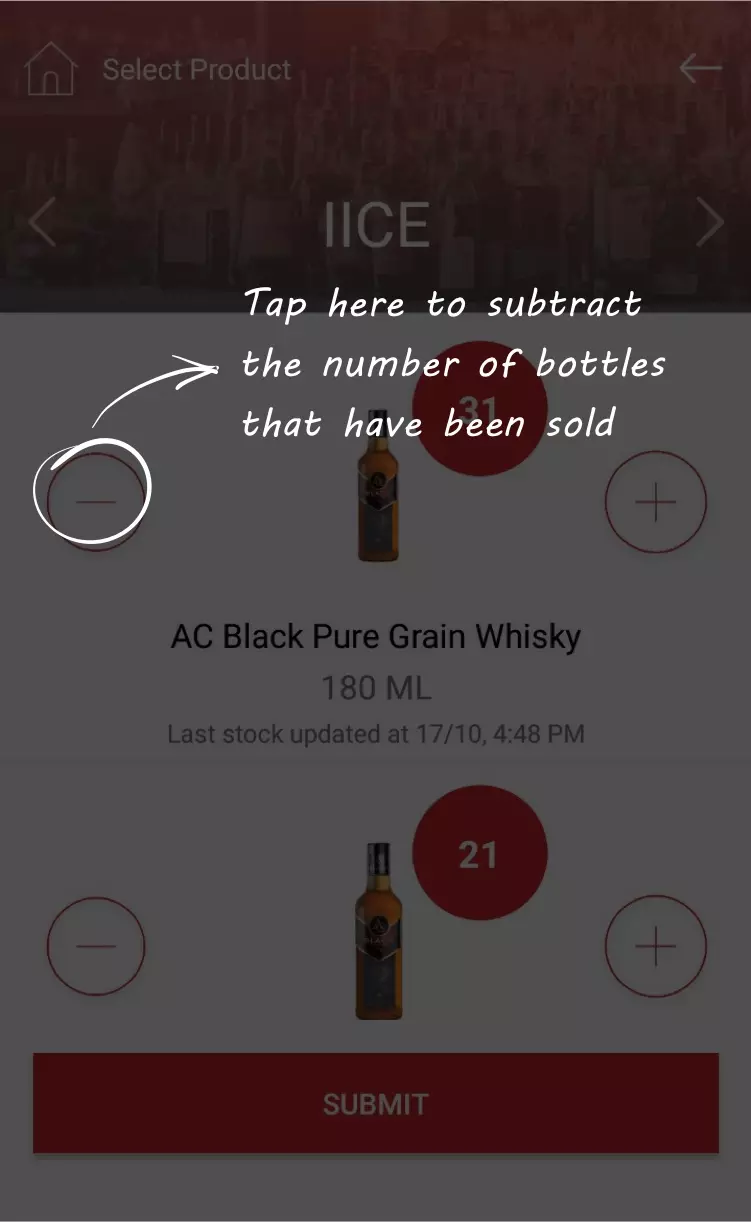 Select Product
IICE
Tap here to subtract
the number of bottles
that have been sold
31
AC Black Pure Grain Whisky
180 ML
Last stock updated at 17/10, 4:48 PM
21
SUBMIT